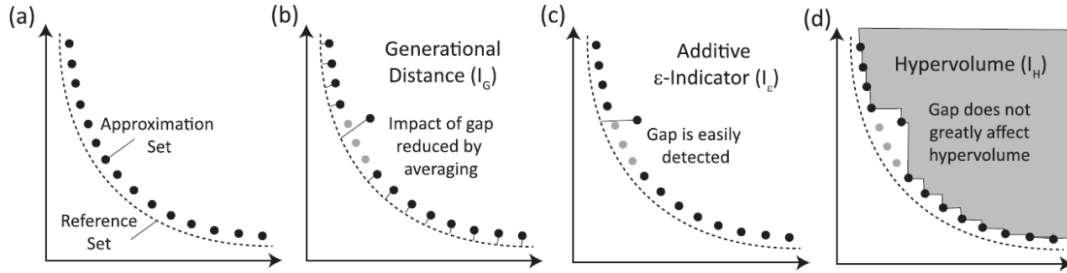 (a)
Approximation
Set
Reference
Set
(b)
Generational
Distance (I_G)
Impact of gap
reduced by
averaging
(c)
Additive
ε-Indicator (I_ε)
Gap is easily
detected
(d)
Hypervolume (I_H)
Gap does not
greatly affect
hypervolume